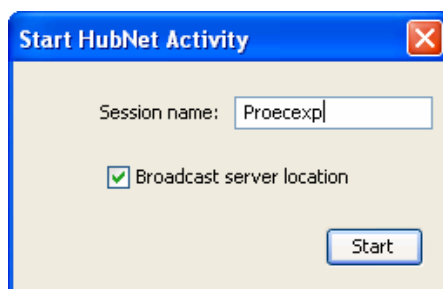 Start HubNet Activity
Session name: Proecexp
Broadcast server location
Start